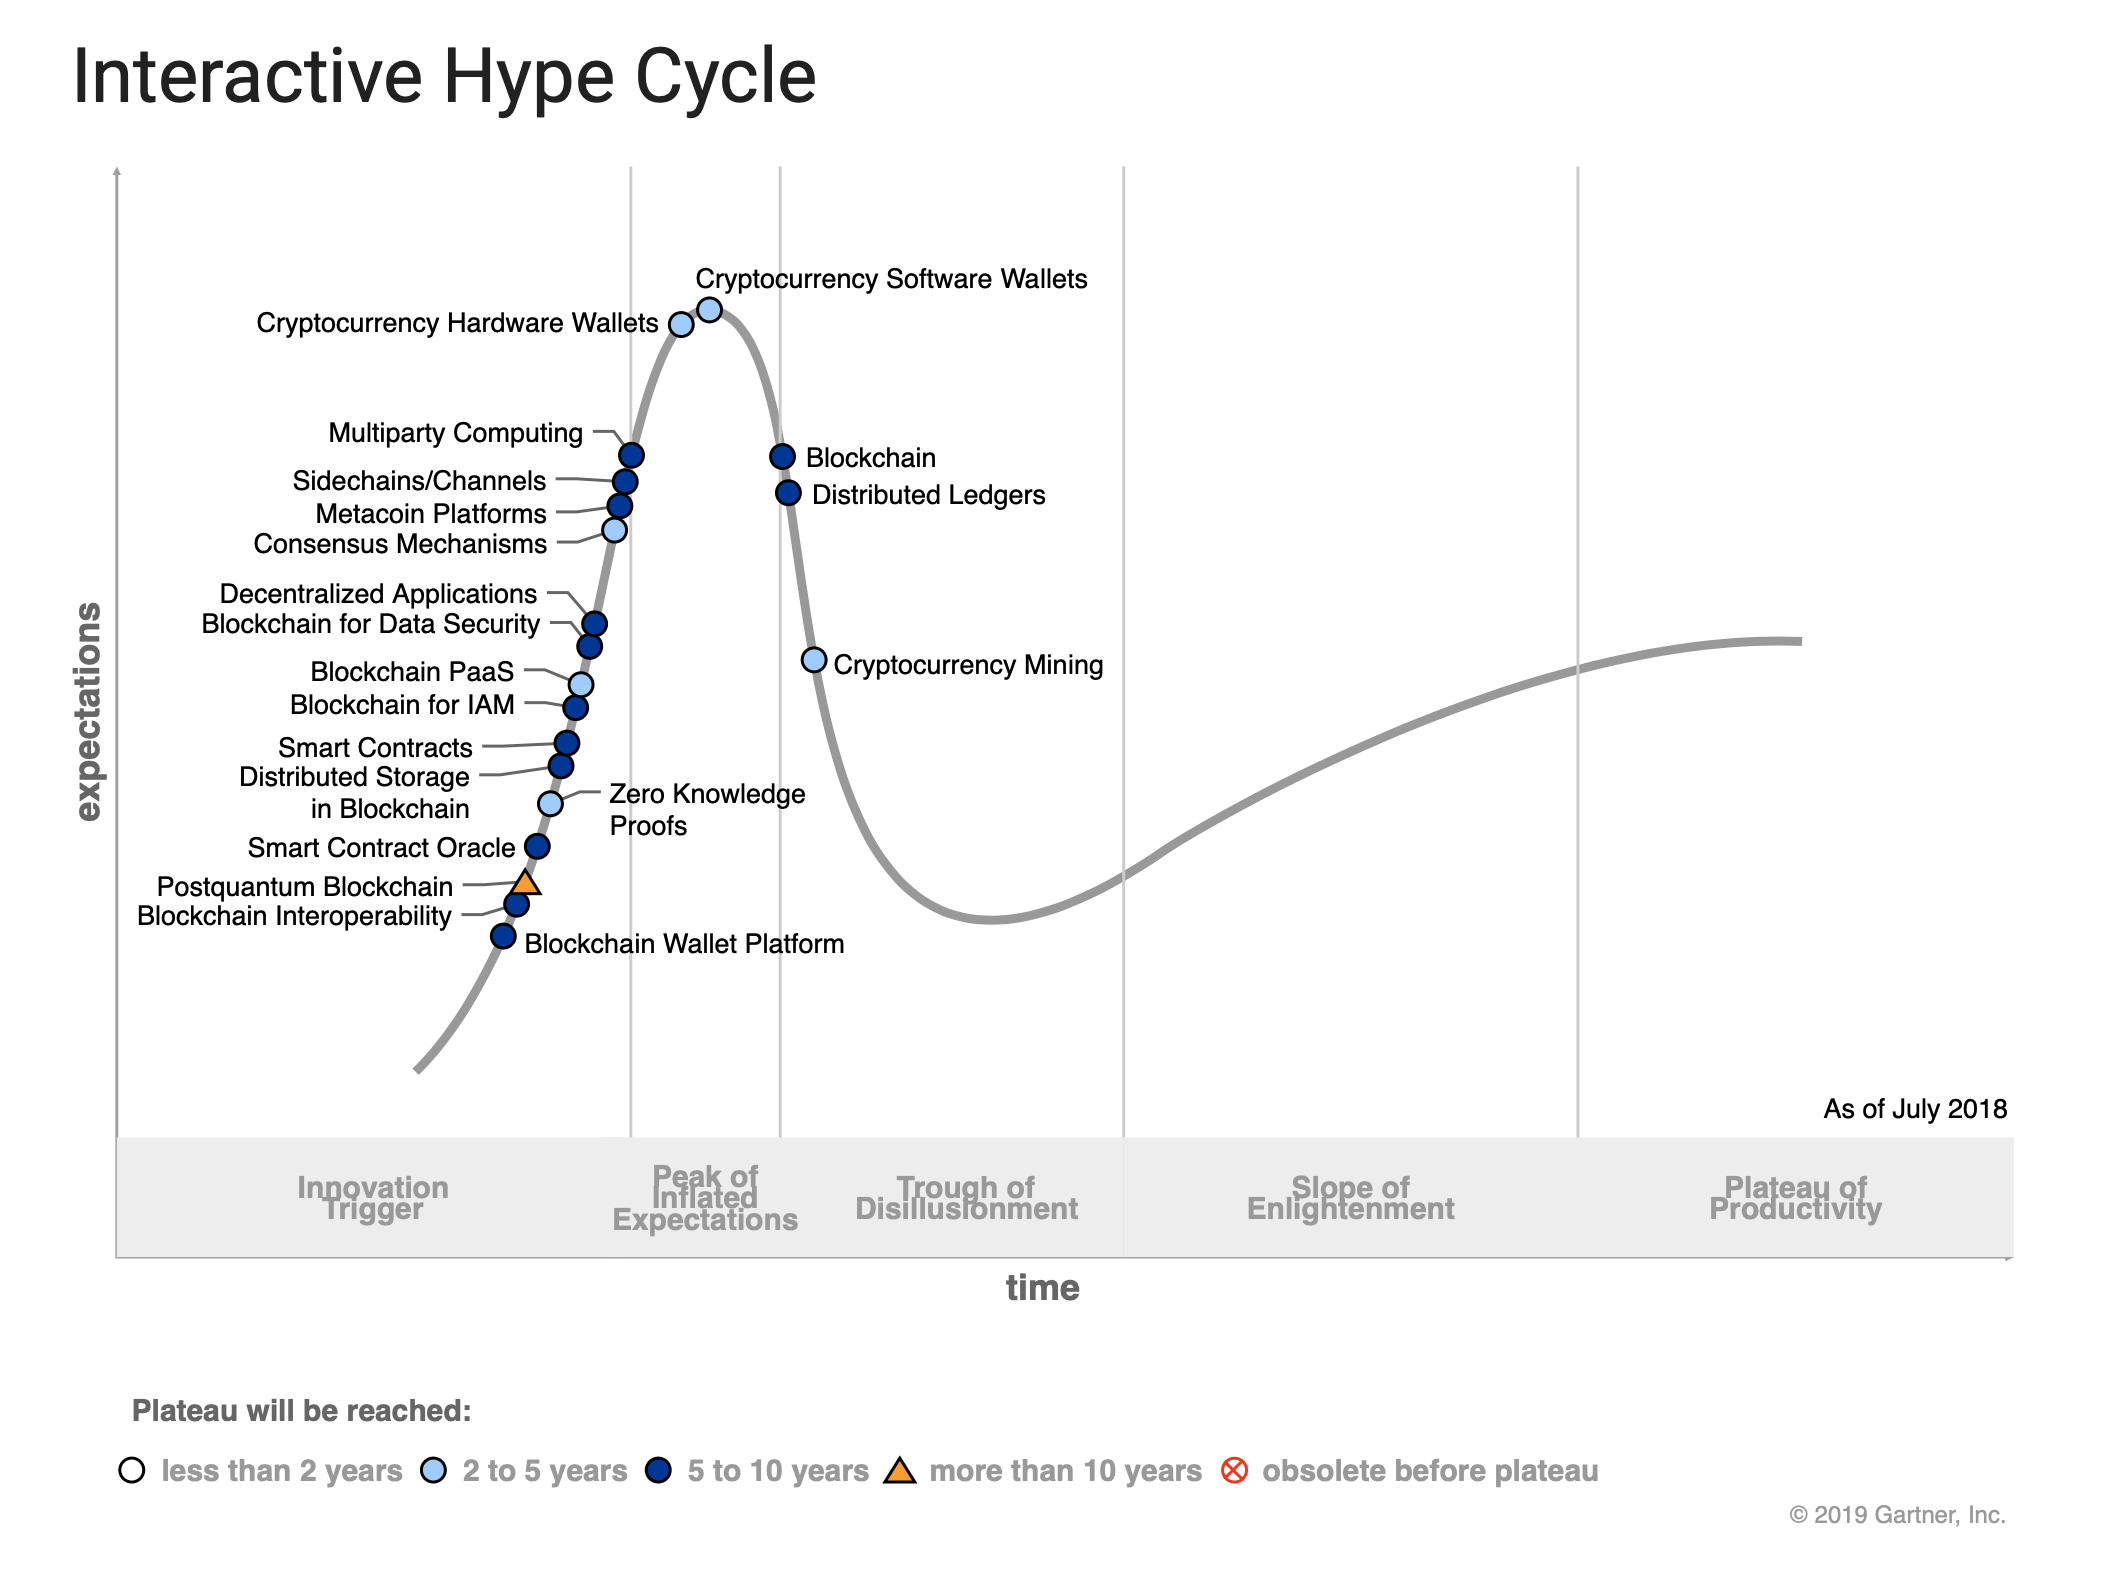 Interactive Hype Cycle
Cryptocurrency Software Wallets
Cryptocurrency Hardware Wallets
Multiparty Computing
Sidechains/Channels
Metacoin Platforms
Consensus Mechanisms
Decentralized Applications
Blockchain for Data Security
Blockchain PaaS
Blockchain for IAM
Smart Contracts
Distributed Storage
in Blockchain
Zero Knowledge
Proofs
Smart Contract Oracle
Postquantum Blockchain
Blockchain Interoperability
Blockchain Wallet Platform
Blockchain
Distributed Ledgers
Cryptocurrency Mining
expectations
As of July 2018
Innovation
Trigger
Peak of
Inflated
Expectations
Trough of
Disillusionment
Slope of
Enlightenment
Plateau of
Productivity
time
Plateau will be reached:
less than 2 years
2 to 5 years
5 to 10 years
more than 10 years
obsolete before plateau
© 2019 Gartner, Inc.